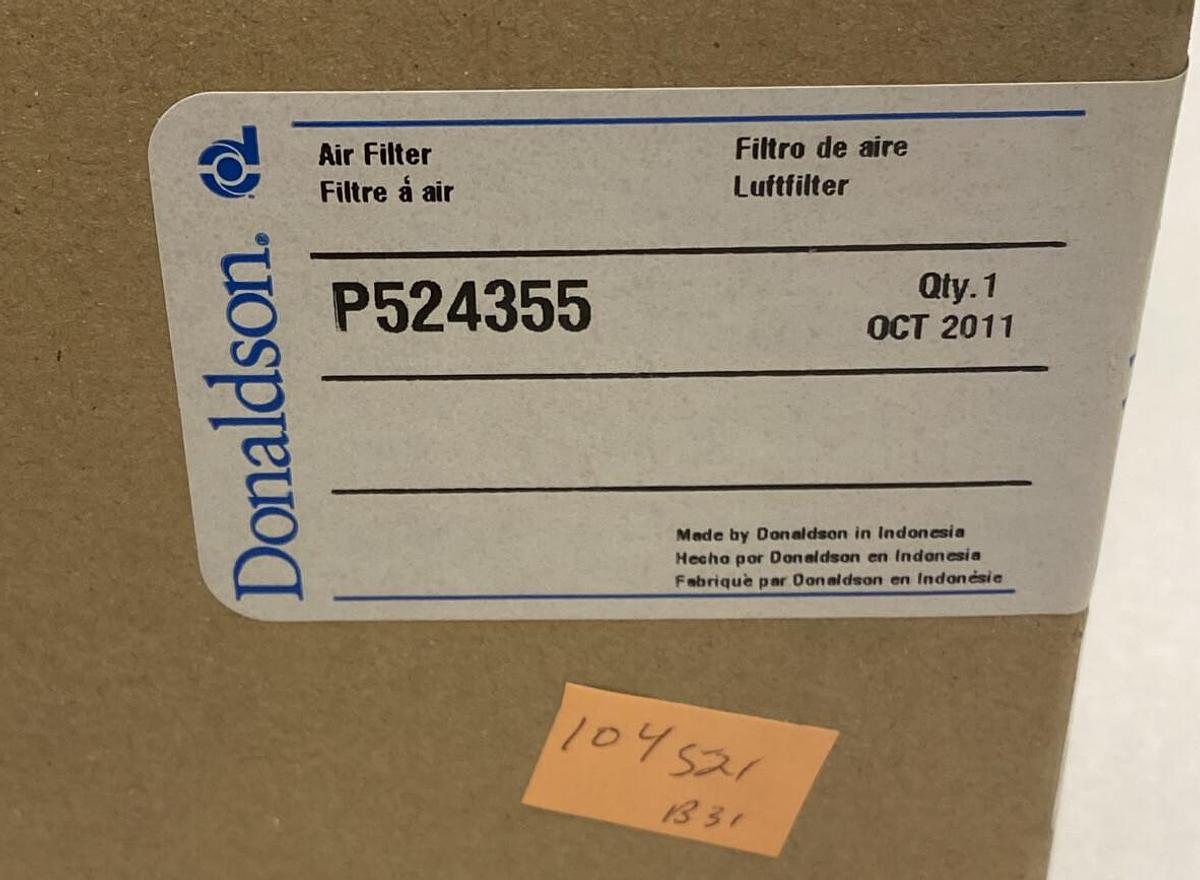 Donaldson.®
Air Filter
Filtre á air
Filtro de aire
Luftfilter
P524355
Qty. 1
OCT 2011
Made by Donaldson in Indonesia
Hecho por Donaldson en Indonesia
Fabriquè par Donaldson en Indonésie
104521
B31